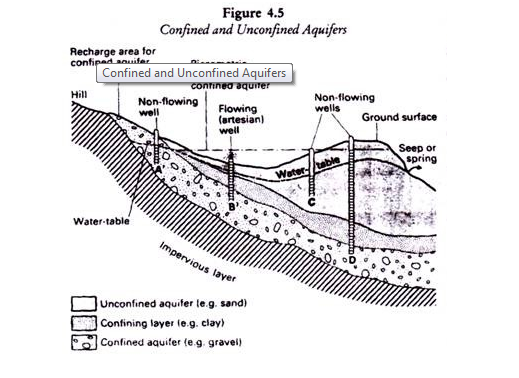 Figure 4.5
Confined and Unconfined Aquifers
Recharge area for
confined aquifer
Confined and Unconfined Aquifers
confined aquifer
Hill
Non-flowing
well
Flowing
(artesian)
well
Non-flowing
wells
Ground surface
Seep or
spring
Water-table
A
B
C
D
Water-table
Impervious layer
Unconfined aquifer (e.g. sand)
Confining layer (e.g. clay)
Confined aquifer (e.g. gravel)